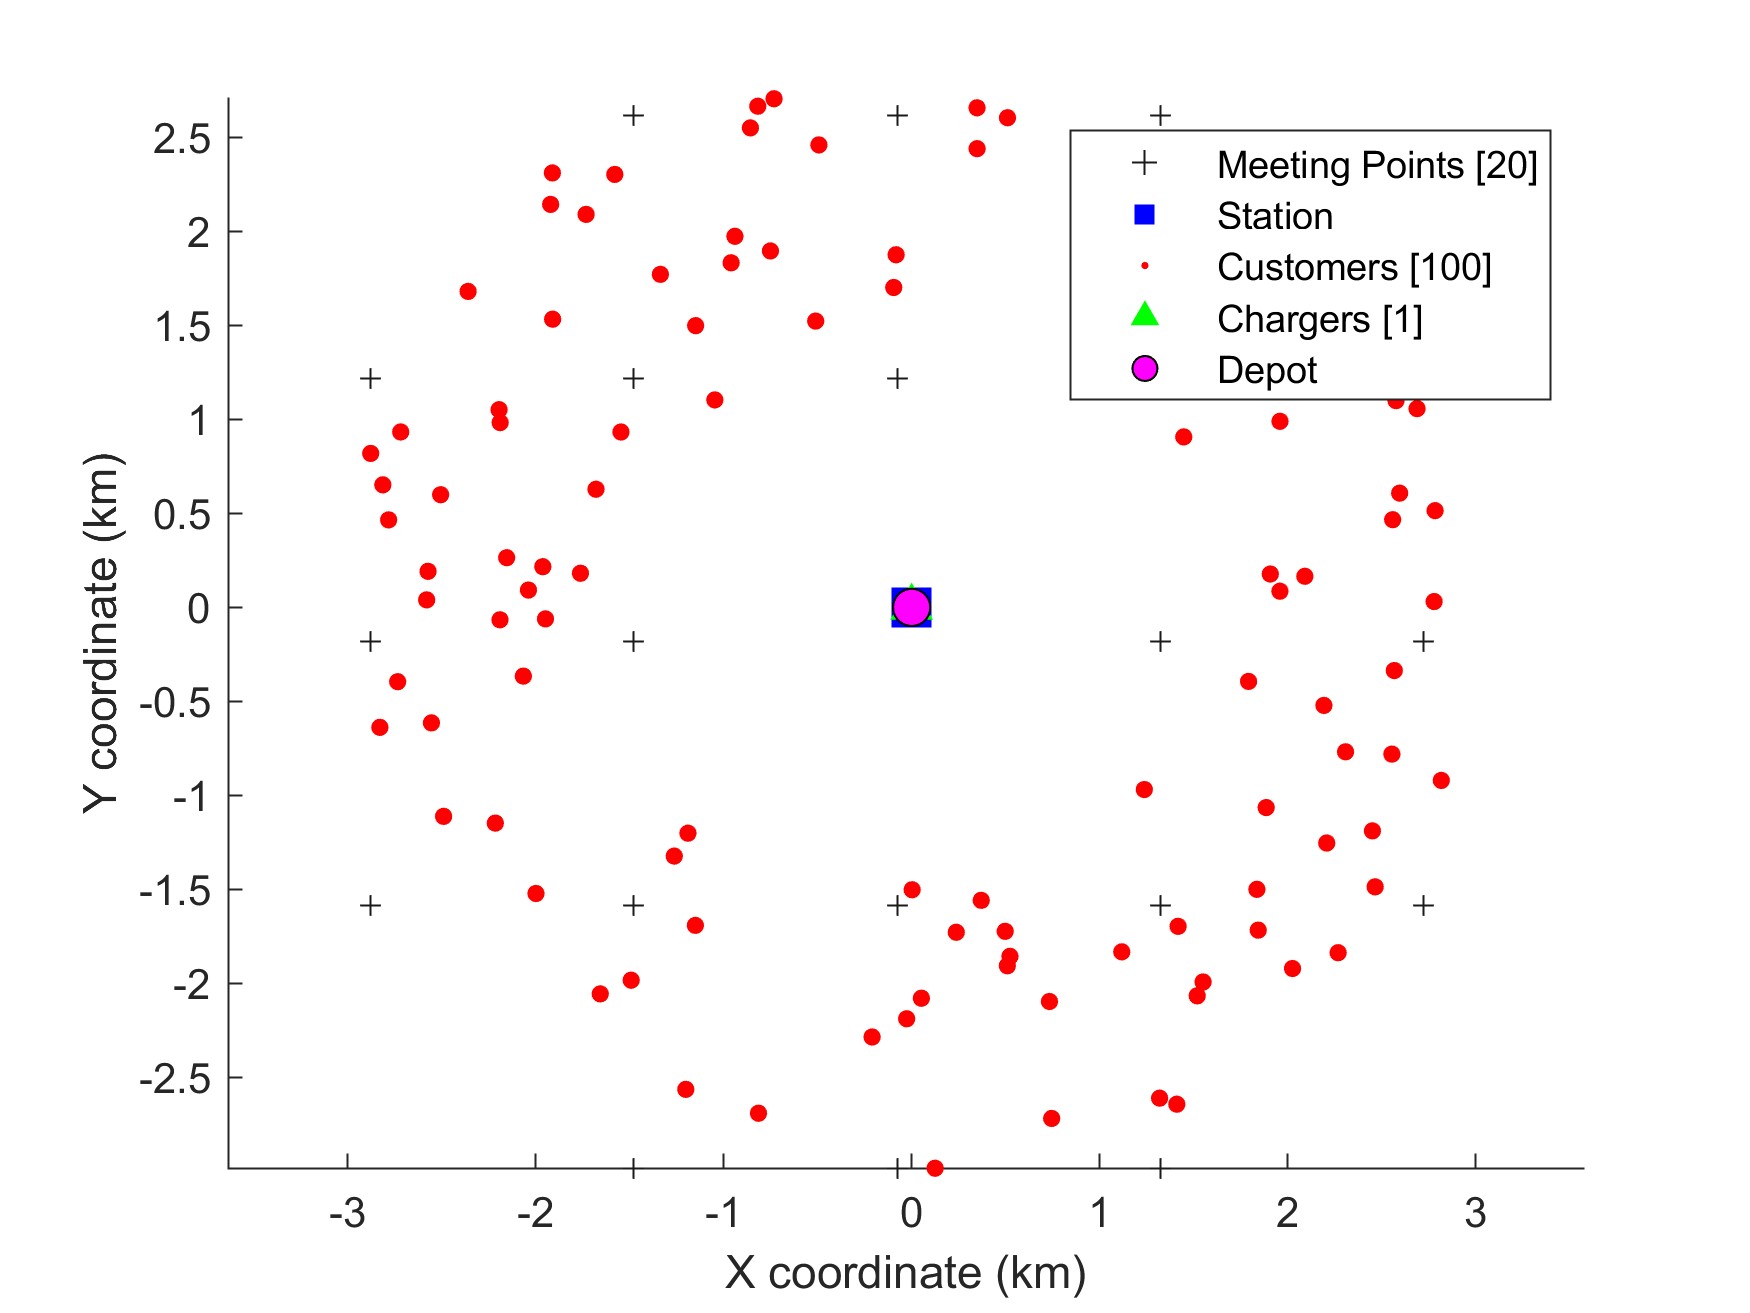 2.5
2
1.5
1
0.5
0
-0.5
-1
-1.5
-2
-2.5
Y coordinate (km)
Meeting Points [20]
Station
Customers [100]
Chargers [1]
Depot
-3 -2 -1 0 1 2 3
X coordinate (km)